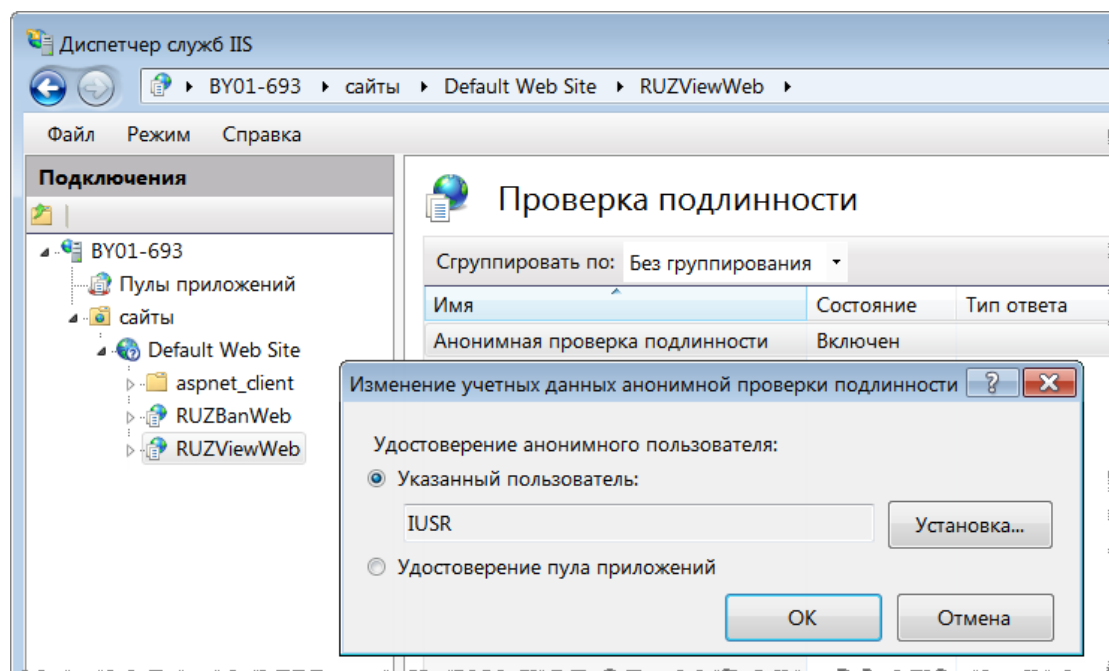 Диспетчер служб IIS
BY01-693 сайты Default Web Site RUZViewWeb
Файл Режим Справка
Подключения
BY01-693
Пулы приложений
сайты
Default Web Site
aspnet_client
RUZBanWeb
RUZViewWeb
Проверка подлинности
Сгруппировать по: Без группирования
Имя Состояние Тип ответа
Анонимная проверка подлинности Включен
Изменение учетных данных анонимной проверки подлинности
Удостоверение анонимного пользователя:
Указанный пользователь:
IUSR
Установка...
Удостоверение пула приложений
OK Отмена